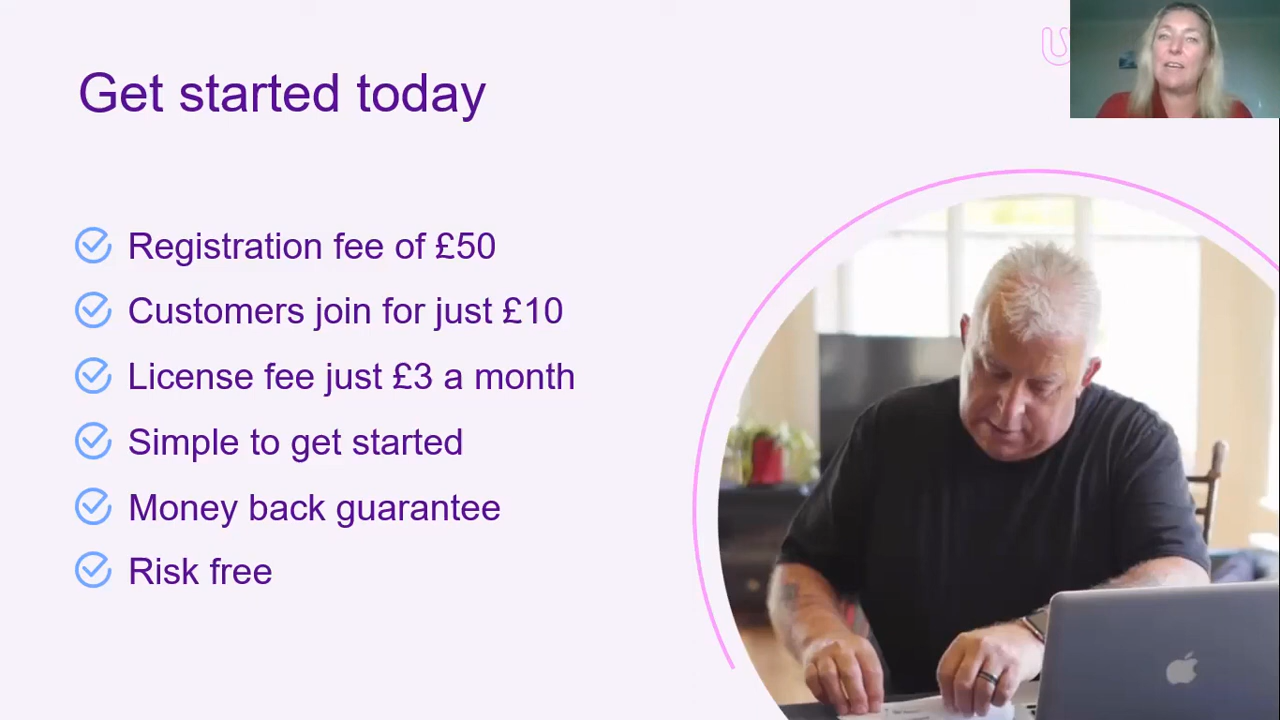 Get started today
Registration fee of £50
Customers join for just £10
License fee just £3 a month
Simple to get started
Money back guarantee
Risk free